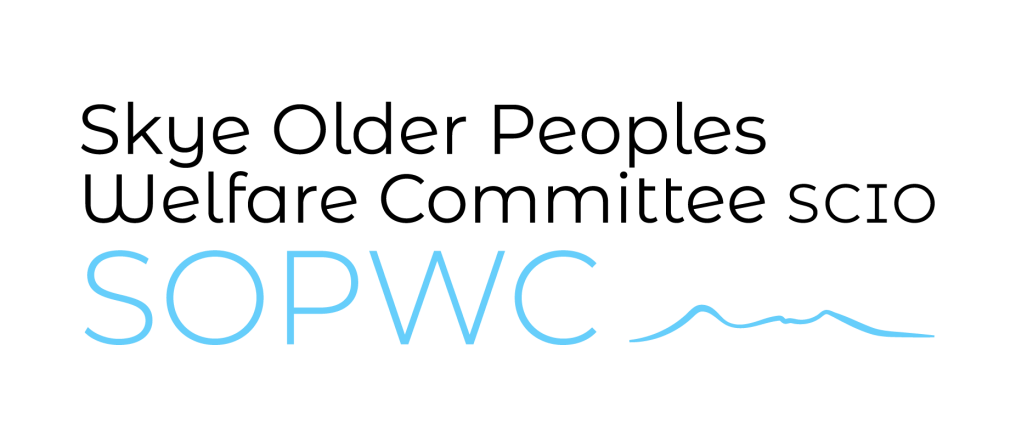 Skye Older Peoples
Welfare Committee SCIO
SOPWC